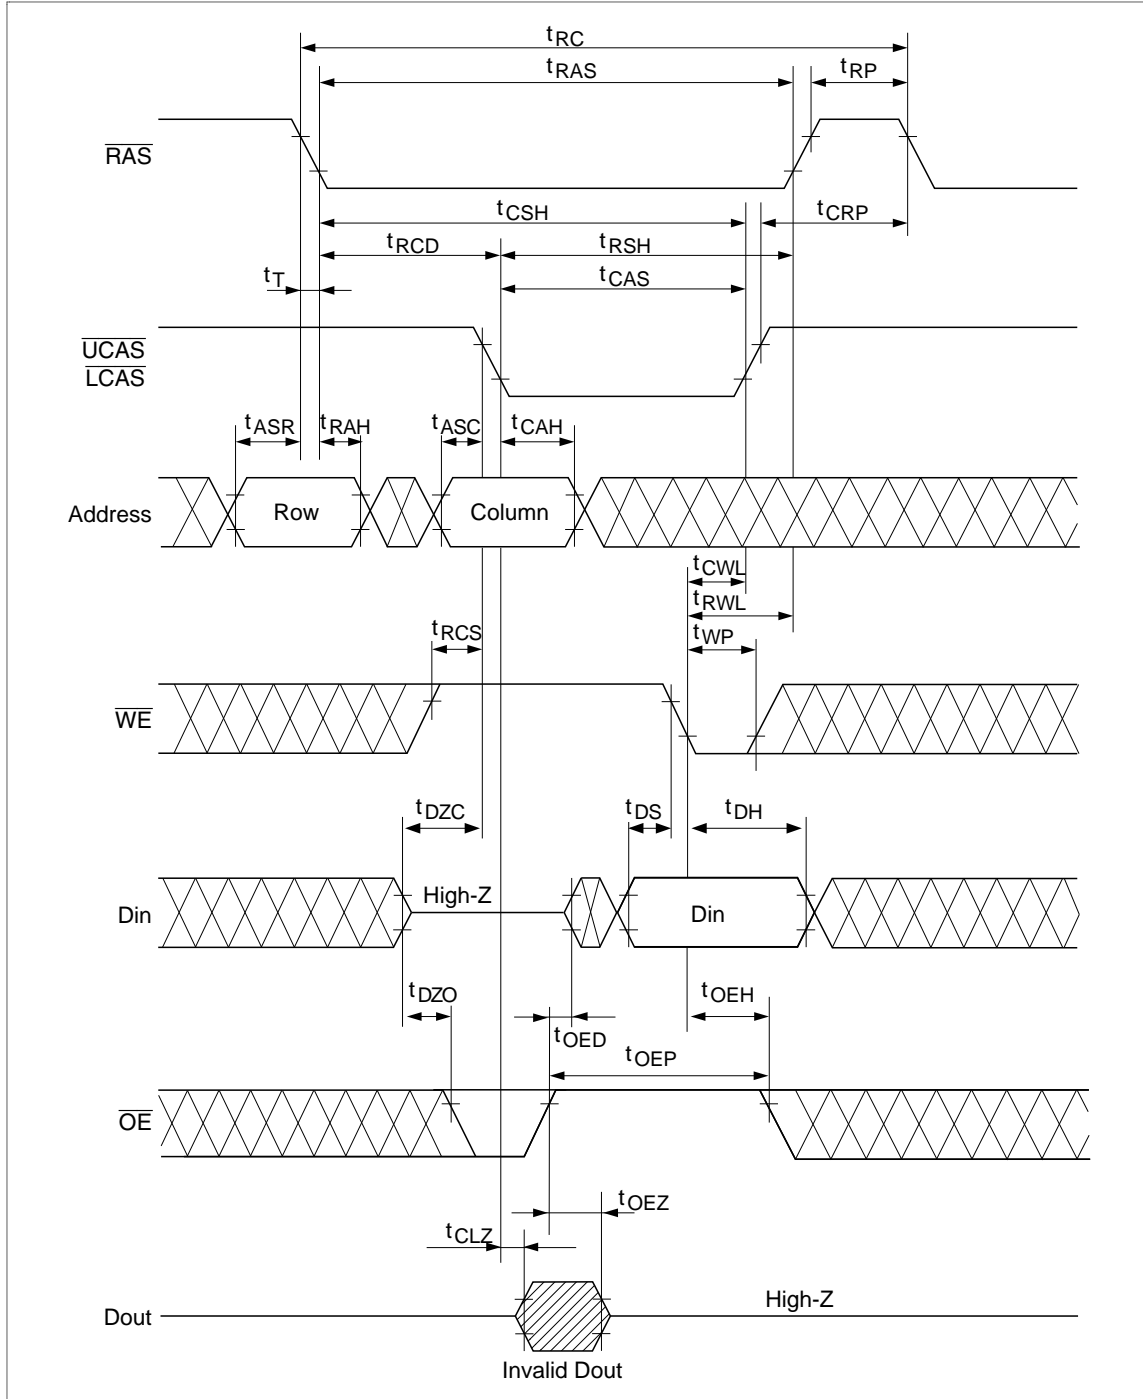 tRC
tRAS
tRP
RAS
tCSH
tCRP
tRCD
tRSH
tT
tCAS
UCAS
LCAS
tASR
tRAH
tASC
tCAH
Address
Row
Column
tCWL
tRWL
tRCS
tWP
WE
tDZC
tDS
tDH
High-Z
Din
Din
tDZO
tOEH
tOED
tOEP
OE
tOEZ
tCLZ
High-Z
Dout
Invalid Dout